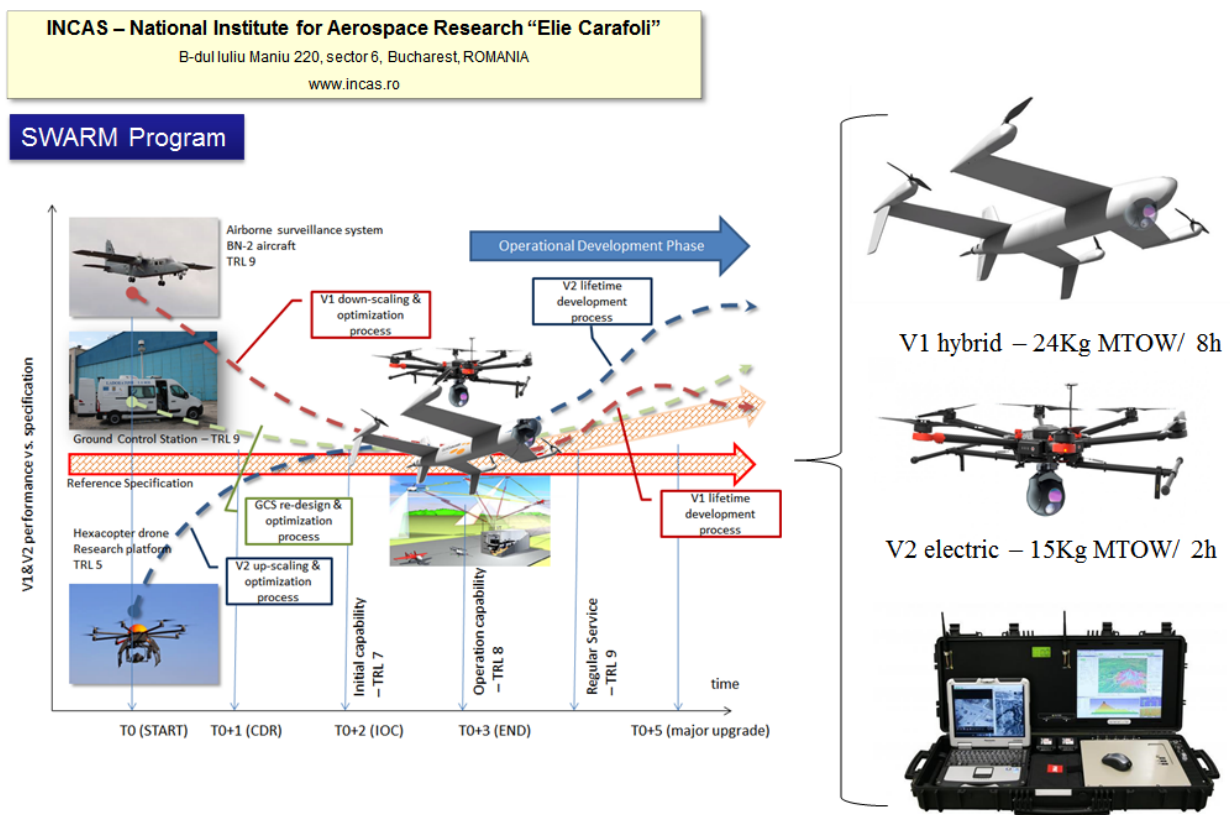 INCAS – National Institute for Aerospace Research “Elie Carafoli”
B-dul Iuliu Maniu 220, sector 6, Bucharest, ROMANIA
www.incas.ro
SWARM Program
V1&V2 performance v s. specification
Airborne surveillance system
BN-2 aircraft
TRL 9
Operational Development Phase
V1 down-scaling &
optimization
process
V2 lifetime
development
process
Ground Control Station – TRL 9
Reference Specification
GCS re-design &
optimization
process
V1 lifetime
development
process
Hexacopter drone
Research platform
TRL 5
V2 up-scaling &
optimization
process
Initial capability
– TRL 7
Operation capability
– TRL 8
Regular Service
– TRL 9
time
T0 (START)
T0+1 (CDR)
T0+2 (IOC)
T0+3 (END)
T0+5 (major upgrade)
V1 hybrid – 24Kg MTOW/ 8h
V2 electric – 15Kg MTOW/ 2h